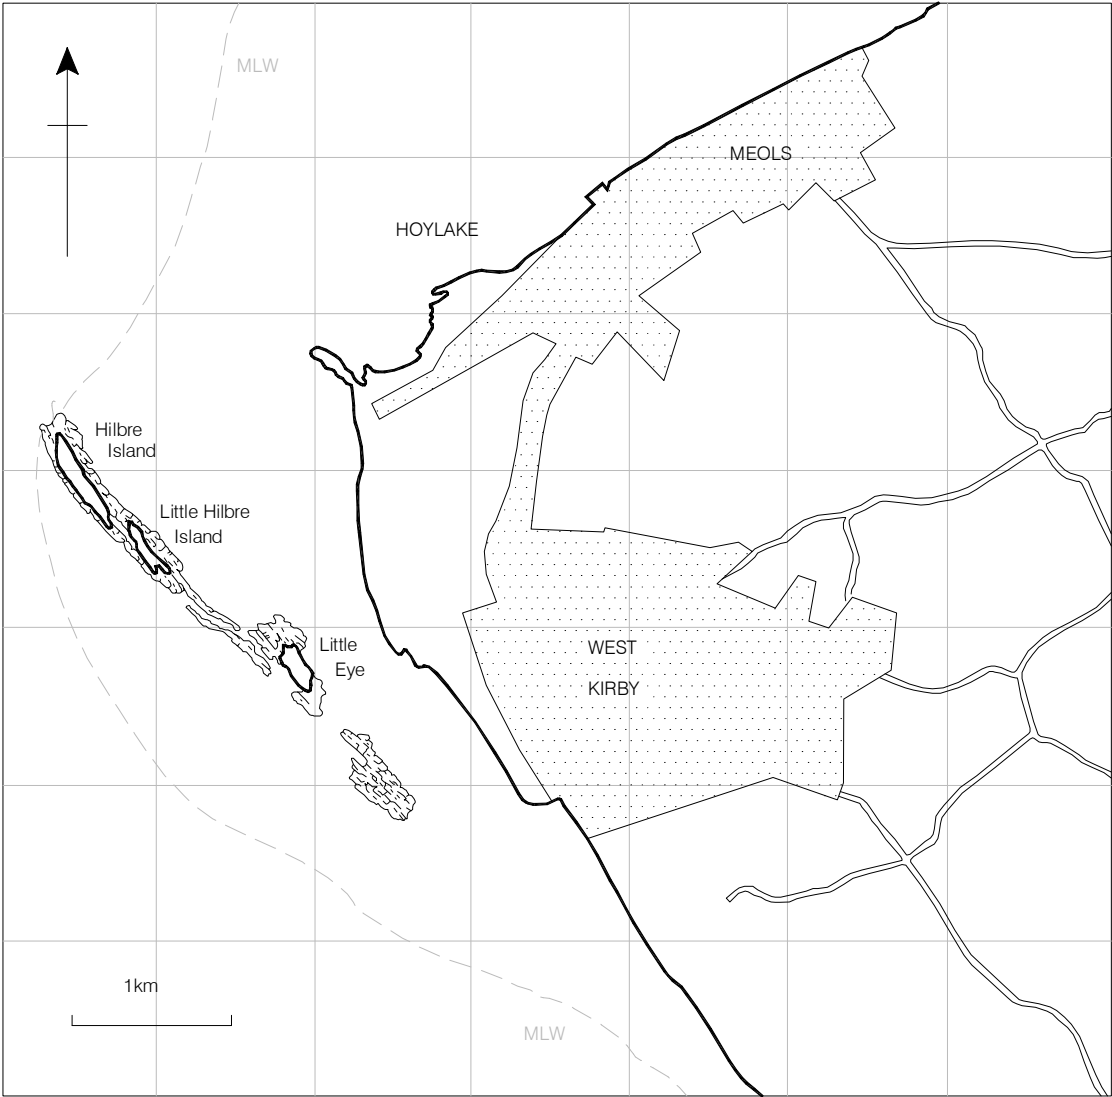 MLW
MEOLS
HOYLAKE
Hilbre
Island
Little Hilbre
Island
Little
Eye
WEST
KIRBY
1km
MLW